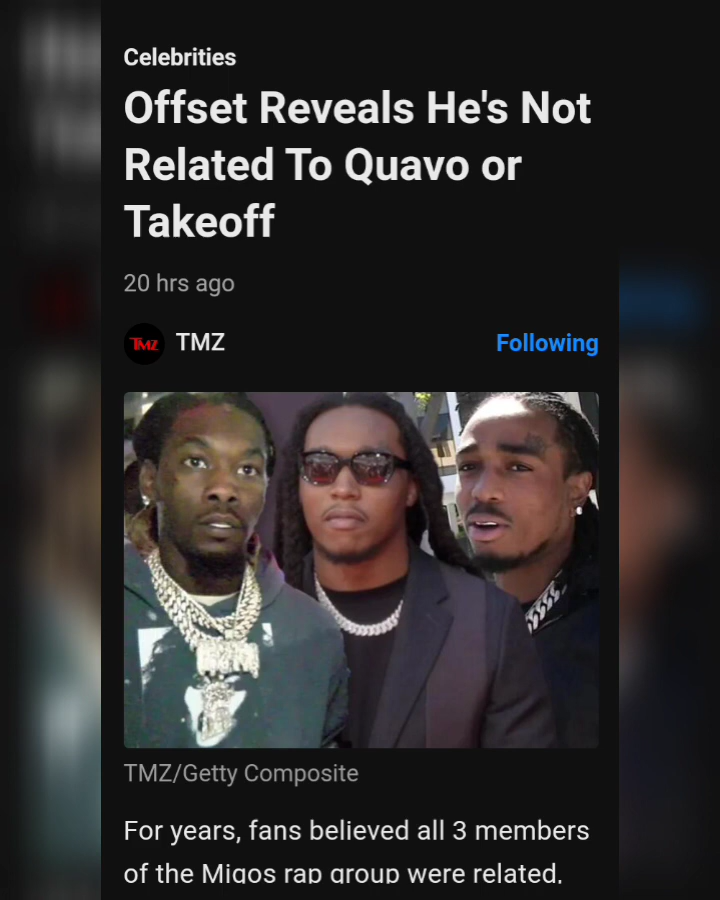 Celebrities
Offset Reveals He's Not
Related To Quavo or
Takeoff
20 hrs ago
TMZ
TMZ
Following
TMZ/Getty Composite
For years, fans believed all 3 members
of the Migos rap group were related,